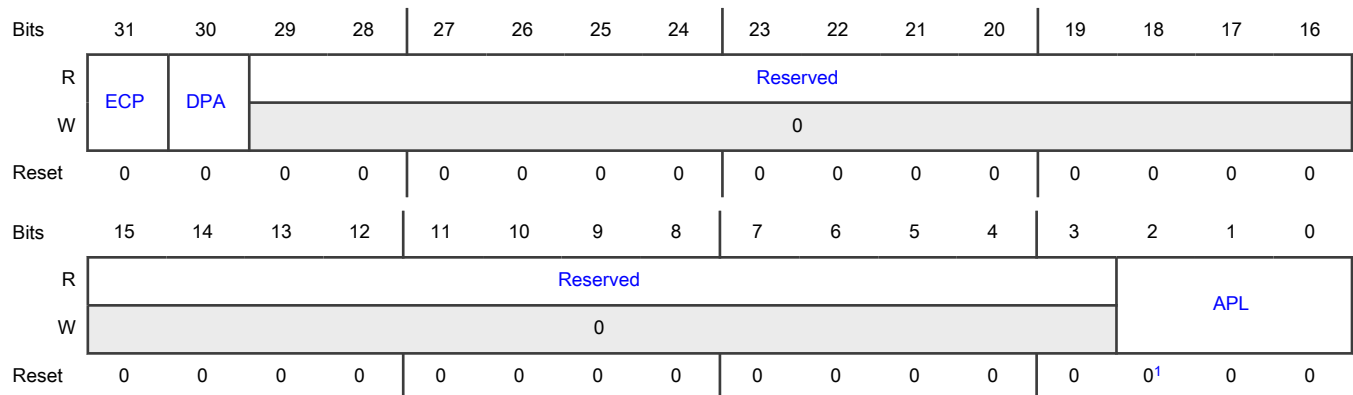 Bits 31 30 29 28 27 26 25 24 23 22 21 20 19 18 17 16
R ECP DPA Reserved
W 0
Reset 0 0 0 0 0 0 0 0 0 0 0 0 0 0 0 0
Bits 15 14 13 12 11 10 9 8 7 6 5 4 3 2 1 0
R Reserved APL
W 0
Reset 0 0 0 0 0 0 0 0 0 0 0 0 0 0¹ 0 0